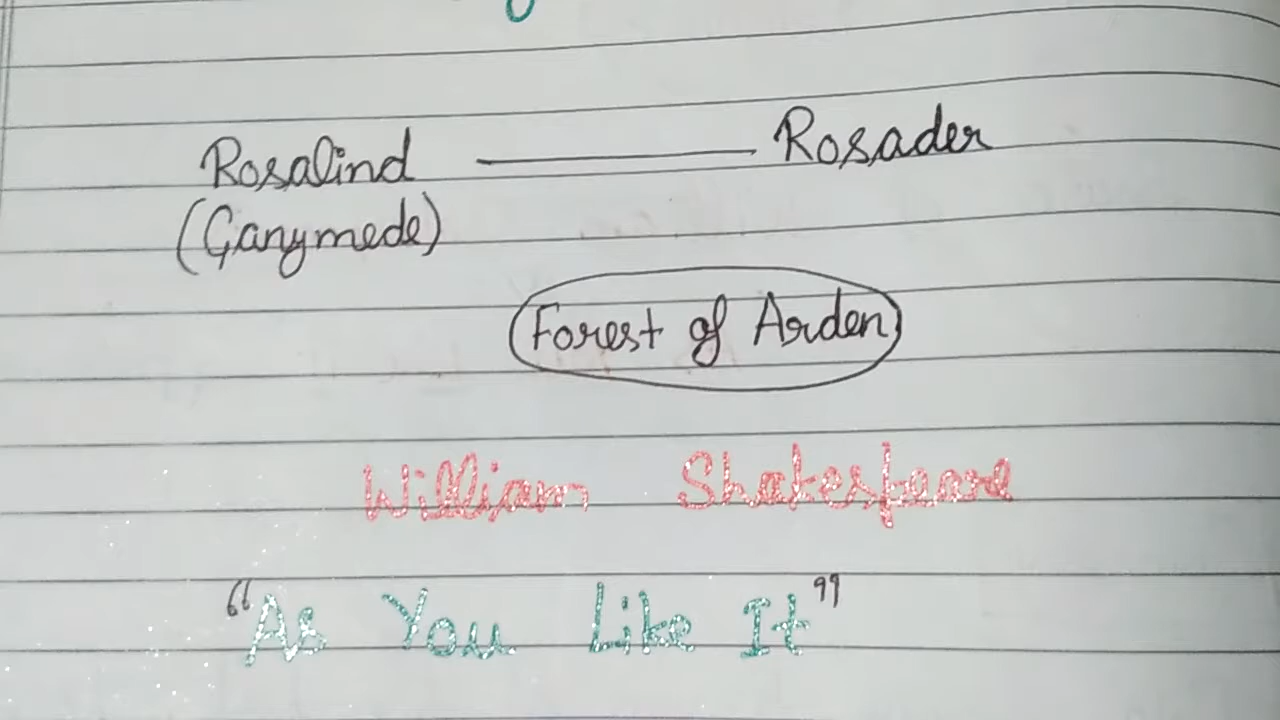 Rosalind — Rosader
(Ganymede)
Forest of Arden
William Shakespeare
"As You Like It"